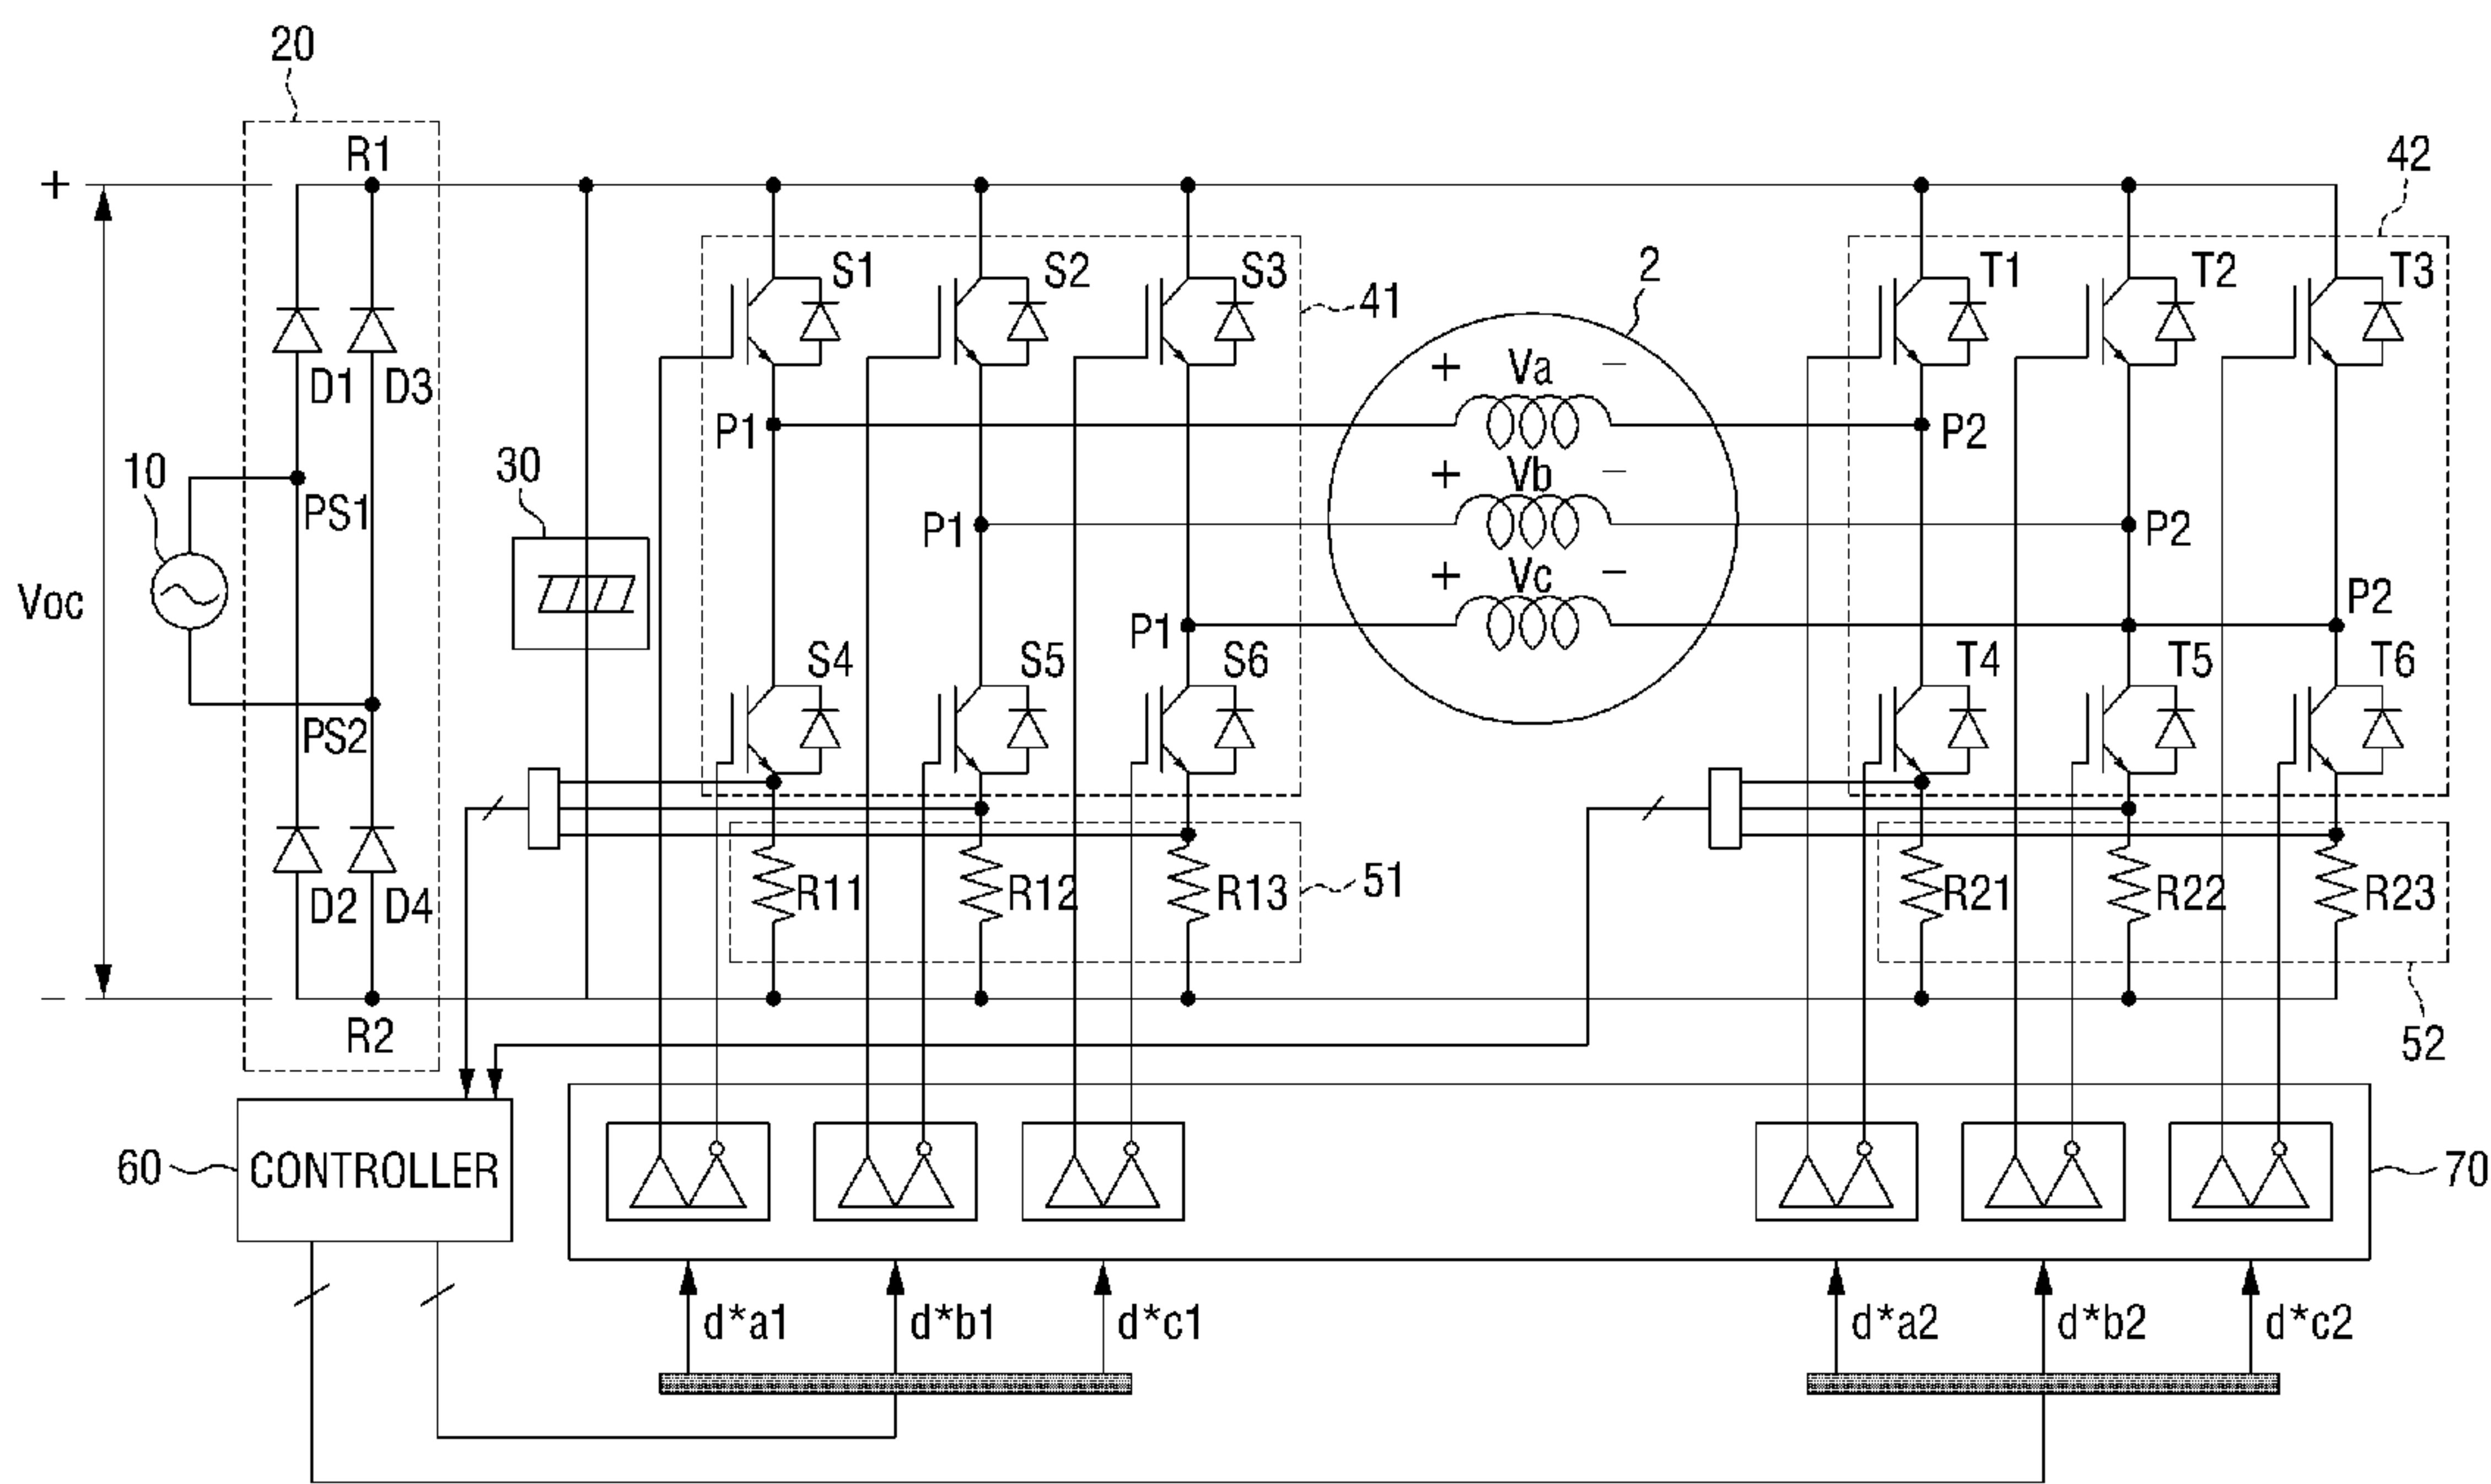 20
R1
+
42
S1
S2
S3
T1
T2
T3
2
41
+ Va −
D1
D3
P1
P2
10
30
+ Vb −
PS1
P1
P2
+ Vc −
Voc
P2
P1
S4
S5
S6
T4
T5
T6
PS2
D2
D4
R11
R12
R13
51
R21
R22
R23
−
R2
52
60
CONTROLLER
70
d*a1
d*b1
d*c1
d*a2
d*b2
d*c2